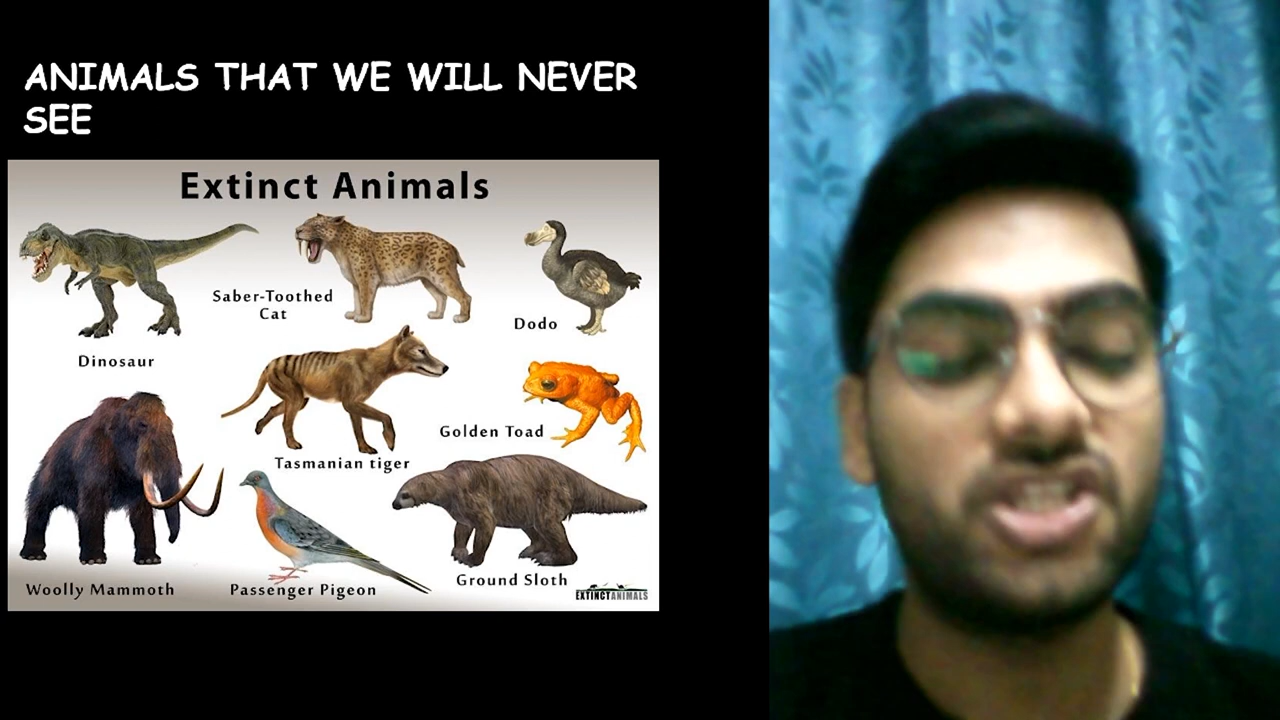 ANIMALS THAT WE WILL NEVER
SEE
Extinct Animals
Saber-Toothed
Cat
Dodo
Dinosaur
Golden Toad
Tasmanian tiger
Ground Sloth
Woolly Mammoth
Passenger Pigeon
EXTINCTANIMALS